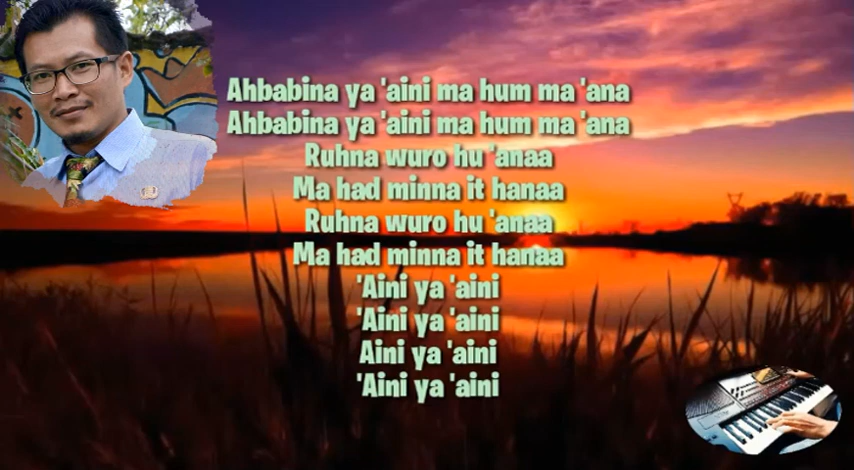 Ahbabina ya 'aini ma hum ma 'ana
Ahbabina ya 'aini ma hum ma 'ana
Ruhna wuro hu 'anaa
Ma had minna it hanaa
Ruhna wuro hu 'anaa
Ma had minna it hanaa
'Aini ya 'aini
'Aini ya 'aini
Aini ya 'aini
'Aini ya 'aini